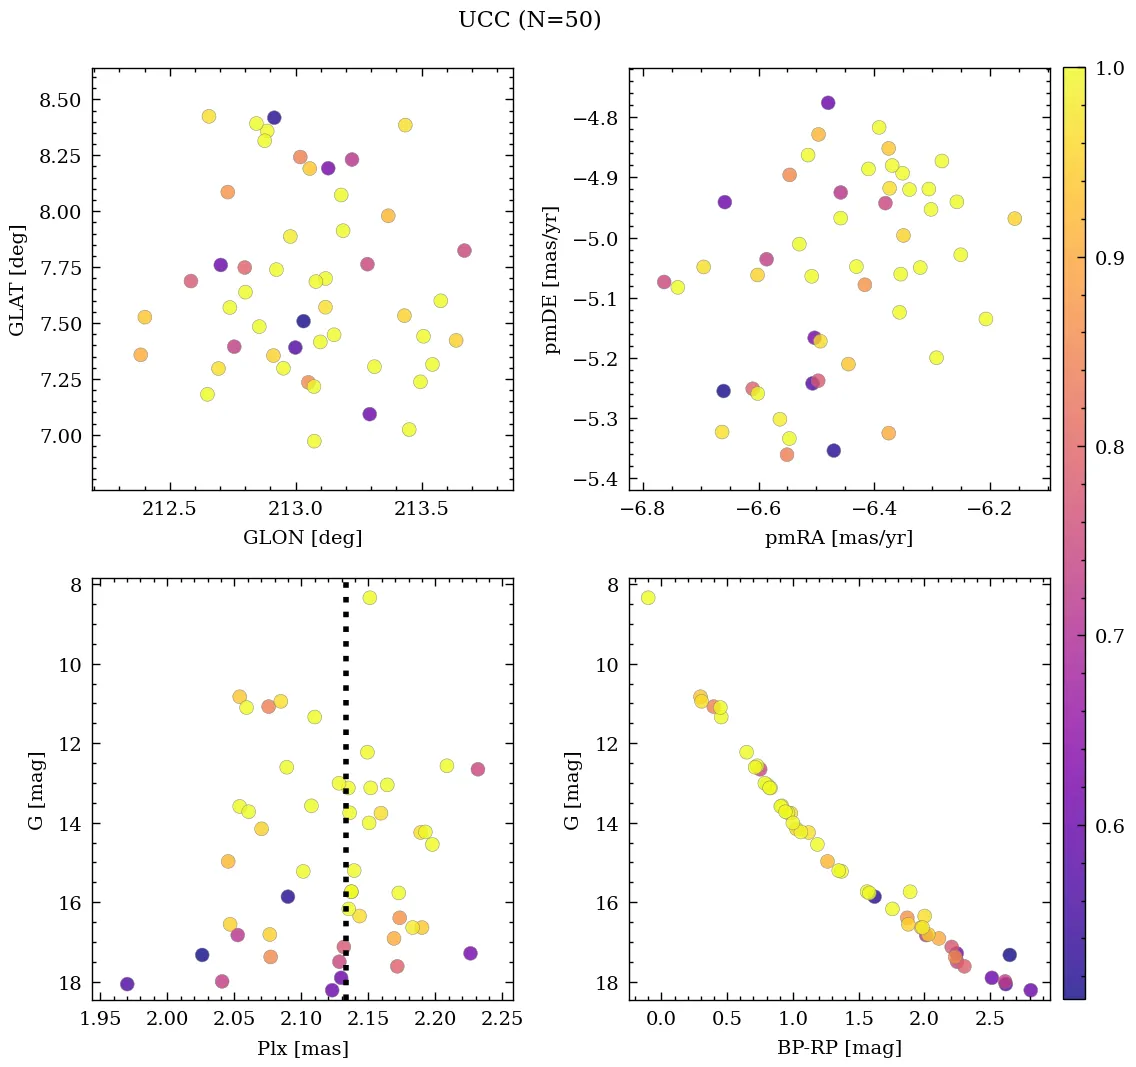 UCC (N=50)
8.50
8.25
8.00
7.75
7.50
7.25
7.00
GLAT [deg]
212.5 213.0 213.5
GLON [deg]
−4.8
−4.9
−5.0
−5.1
−5.2
−5.3
−5.4
pmDE [mas/yr]
−6.8 −6.6 −6.4 −6.2
pmRA [mas/yr]
8
10
12
14
16
18
G [mag]
1.95 2.00 2.05 2.10 2.15 2.20 2.25
Plx [mas]
8
10
12
14
16
18
G [mag]
0.0 0.5 1.0 1.5 2.0 2.5
BP-RP [mag]
1.0
0.9
0.8
0.7
0.6